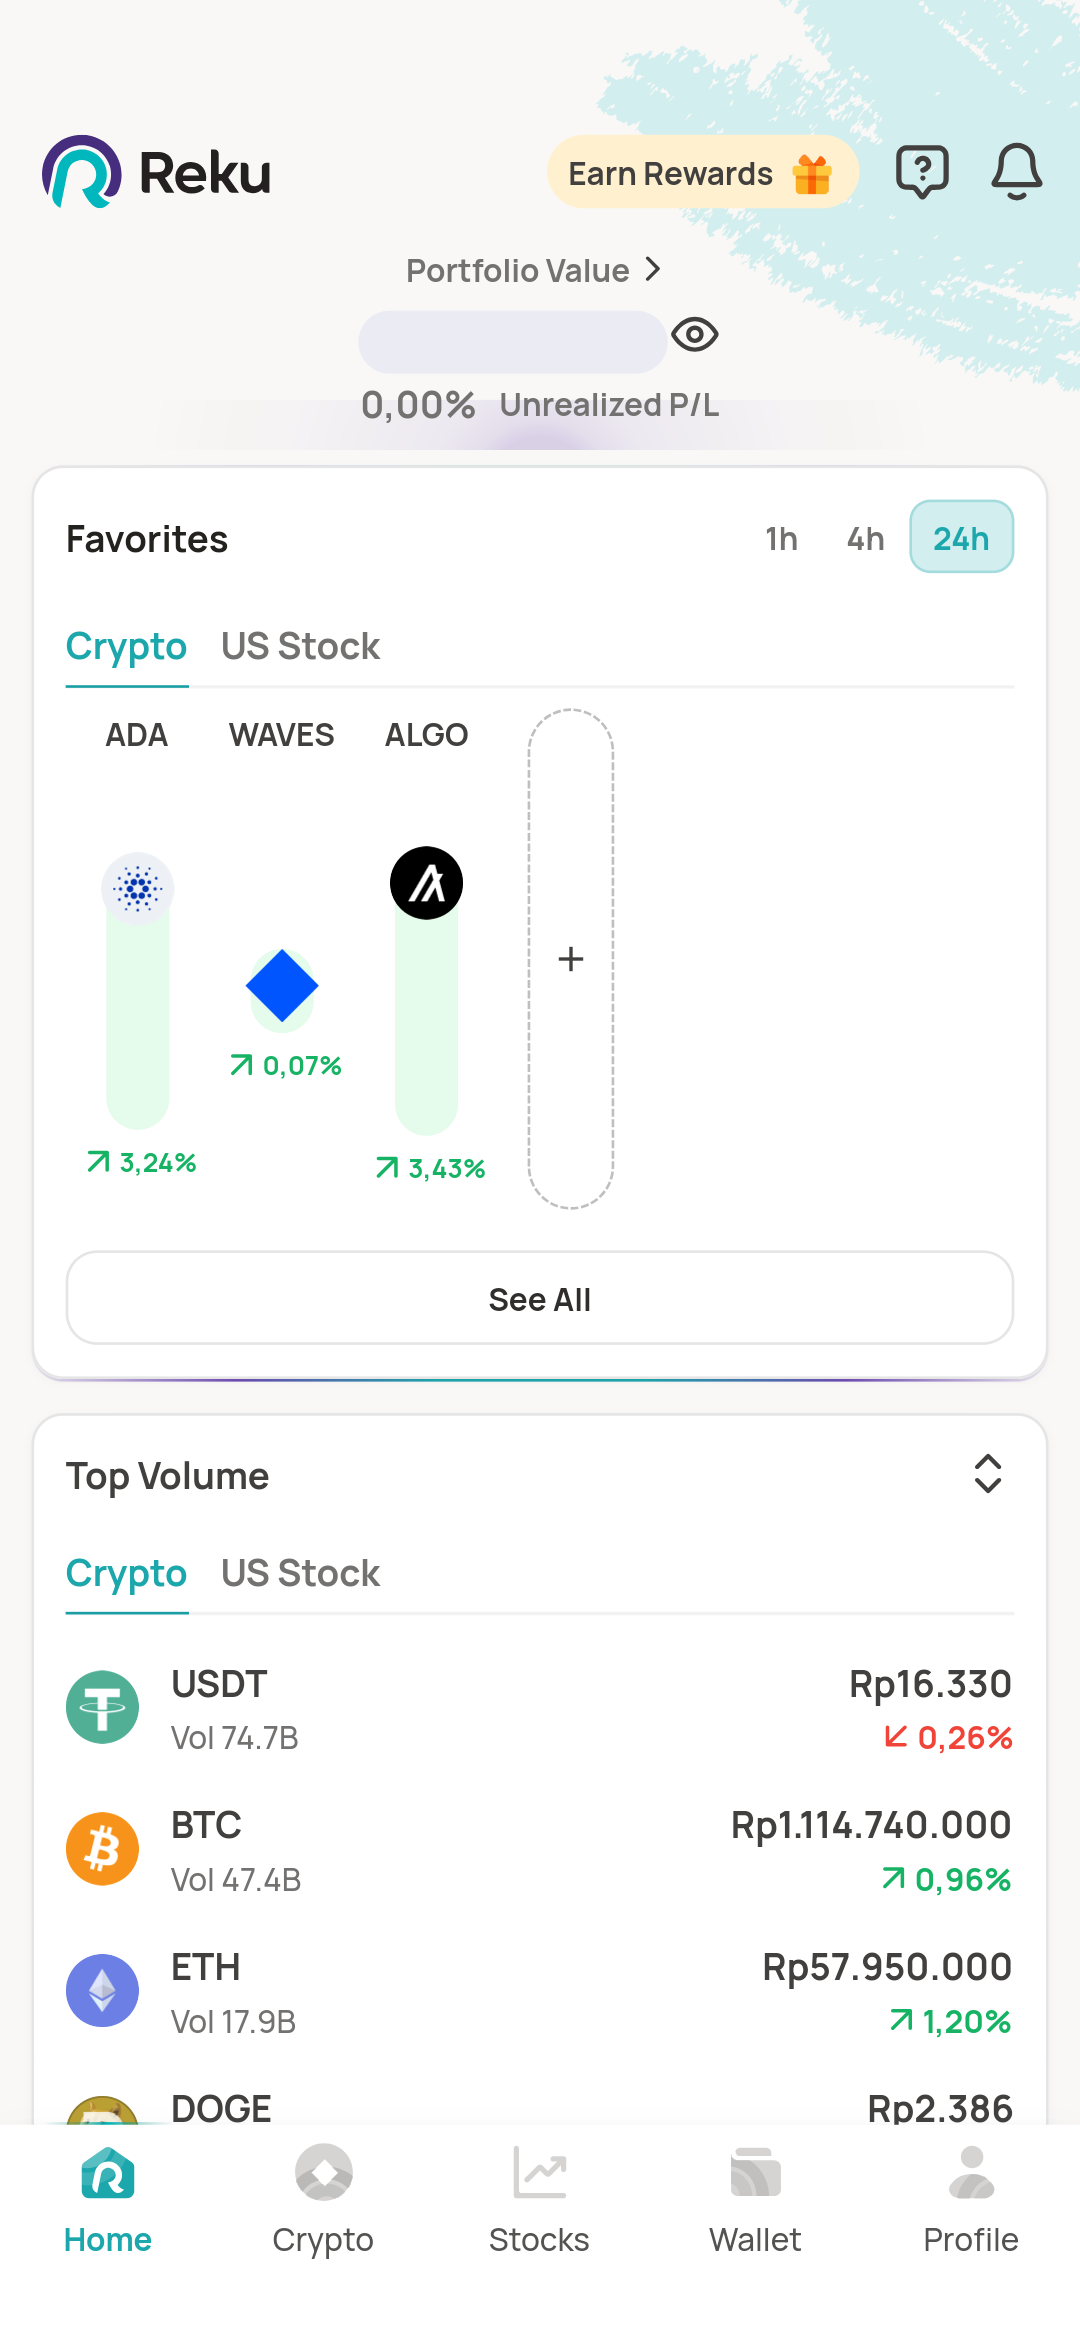 Reku
Earn Rewards
Portfolio Value
0,00% Unrealized P/L
Favorites
1h 4h 24h
Crypto US Stock
ADA WAVES ALGO
0,07%
3,24%
3,43%
See All
Top Volume
Crypto US Stock
USDT Rp16.330
Vol 74.7B 0,26%
BTC Rp1.114.740.000
Vol 47.4B 0,96%
ETH Rp57.950.000
Vol 17.9B 1,20%
DOGE Rp2.386
Home Crypto Stocks Wallet Profile